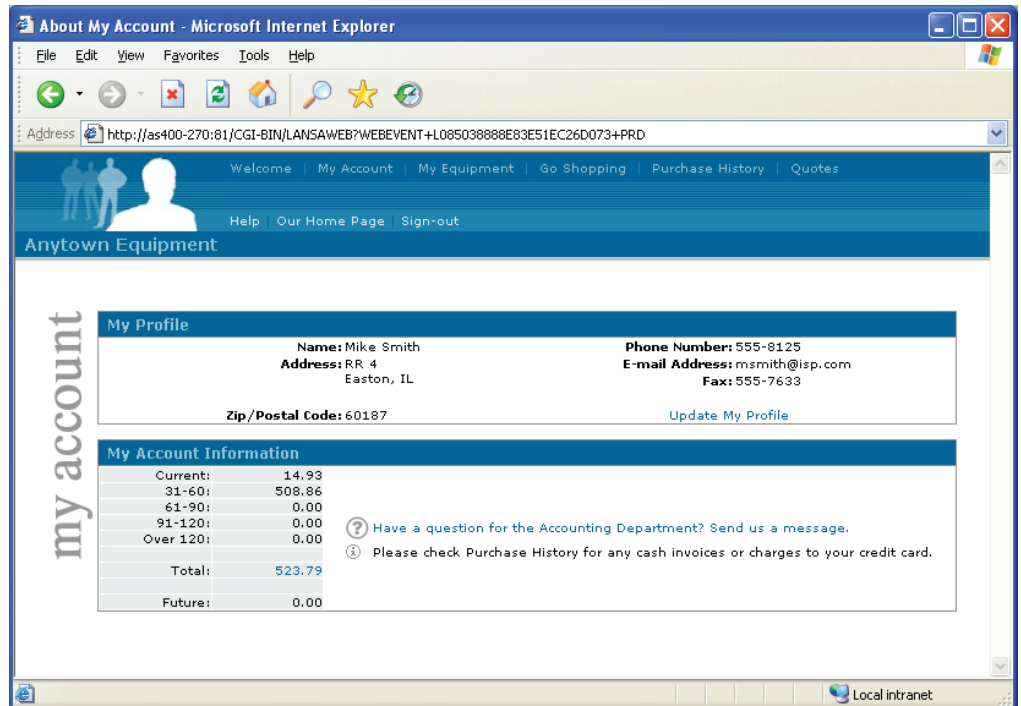 About My Account - Microsoft Internet Explorer
File Edit View Favorites Tools Help
Address http://as400-270:81/CGI-BIN/LANSAWEB?WEBEVENT+L085038888E83E51EC26D073+PRD
Welcome | My Account | My Equipment | Go Shopping | Purchase History | Quotes
Help | Our Home Page | Sign-out
Anytown Equipment
my account
My Profile
Name: Mike Smith
Address: RR 4
Easton, IL
Zip/Postal Code: 60187
Phone Number: 555-8125
E-mail Address: msmith@isp.com
Fax: 555-7633
Update My Profile
My Account Information
Current: 14.93
31-60: 508.86
61-90: 0.00
91-120: 0.00
Over 120: 0.00
Total: 523.79
Future: 0.00
Have a question for the Accounting Department? Send us a message.
Please check Purchase History for any cash invoices or charges to your credit card.
Local intranet